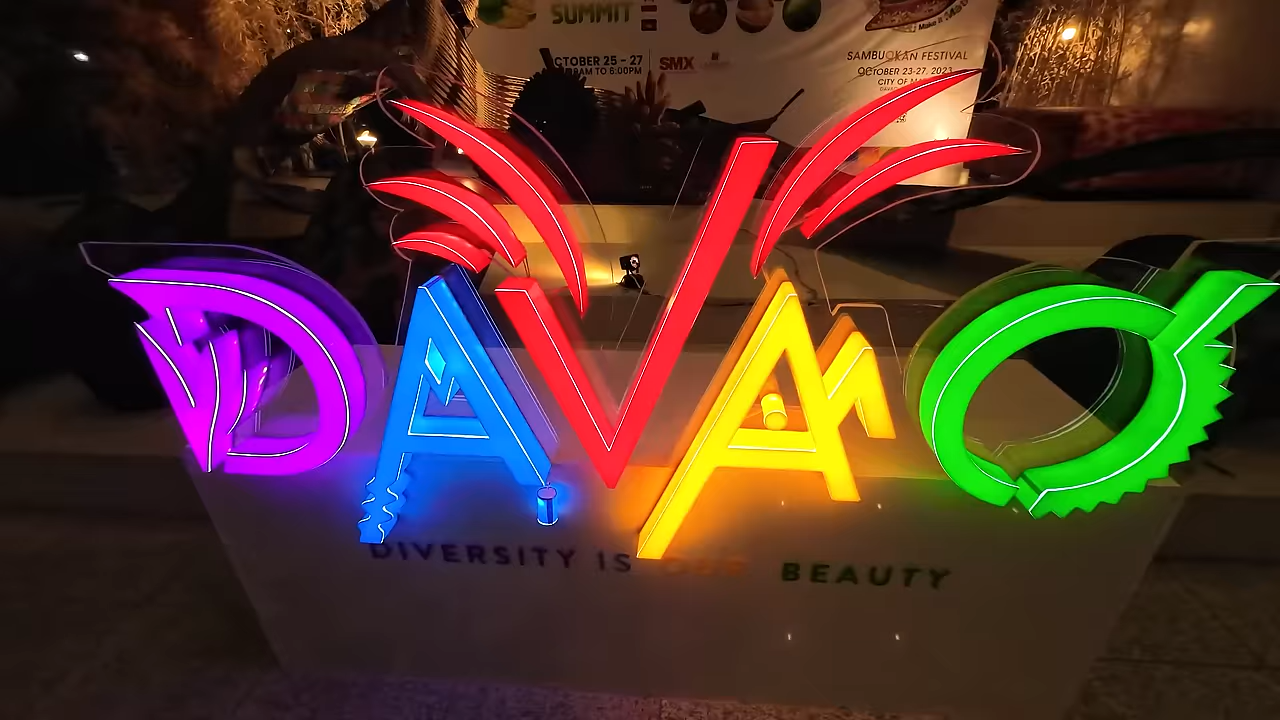 SUMMIT
OCTOBER 25 - 27
AM TO 6:00PM
SMX
SAMBUOKAN FESTIVAL
OCTOBER 23-27, 2023
CITY OF
DAVAO
DIVERSITY IS OUR BEAUTY